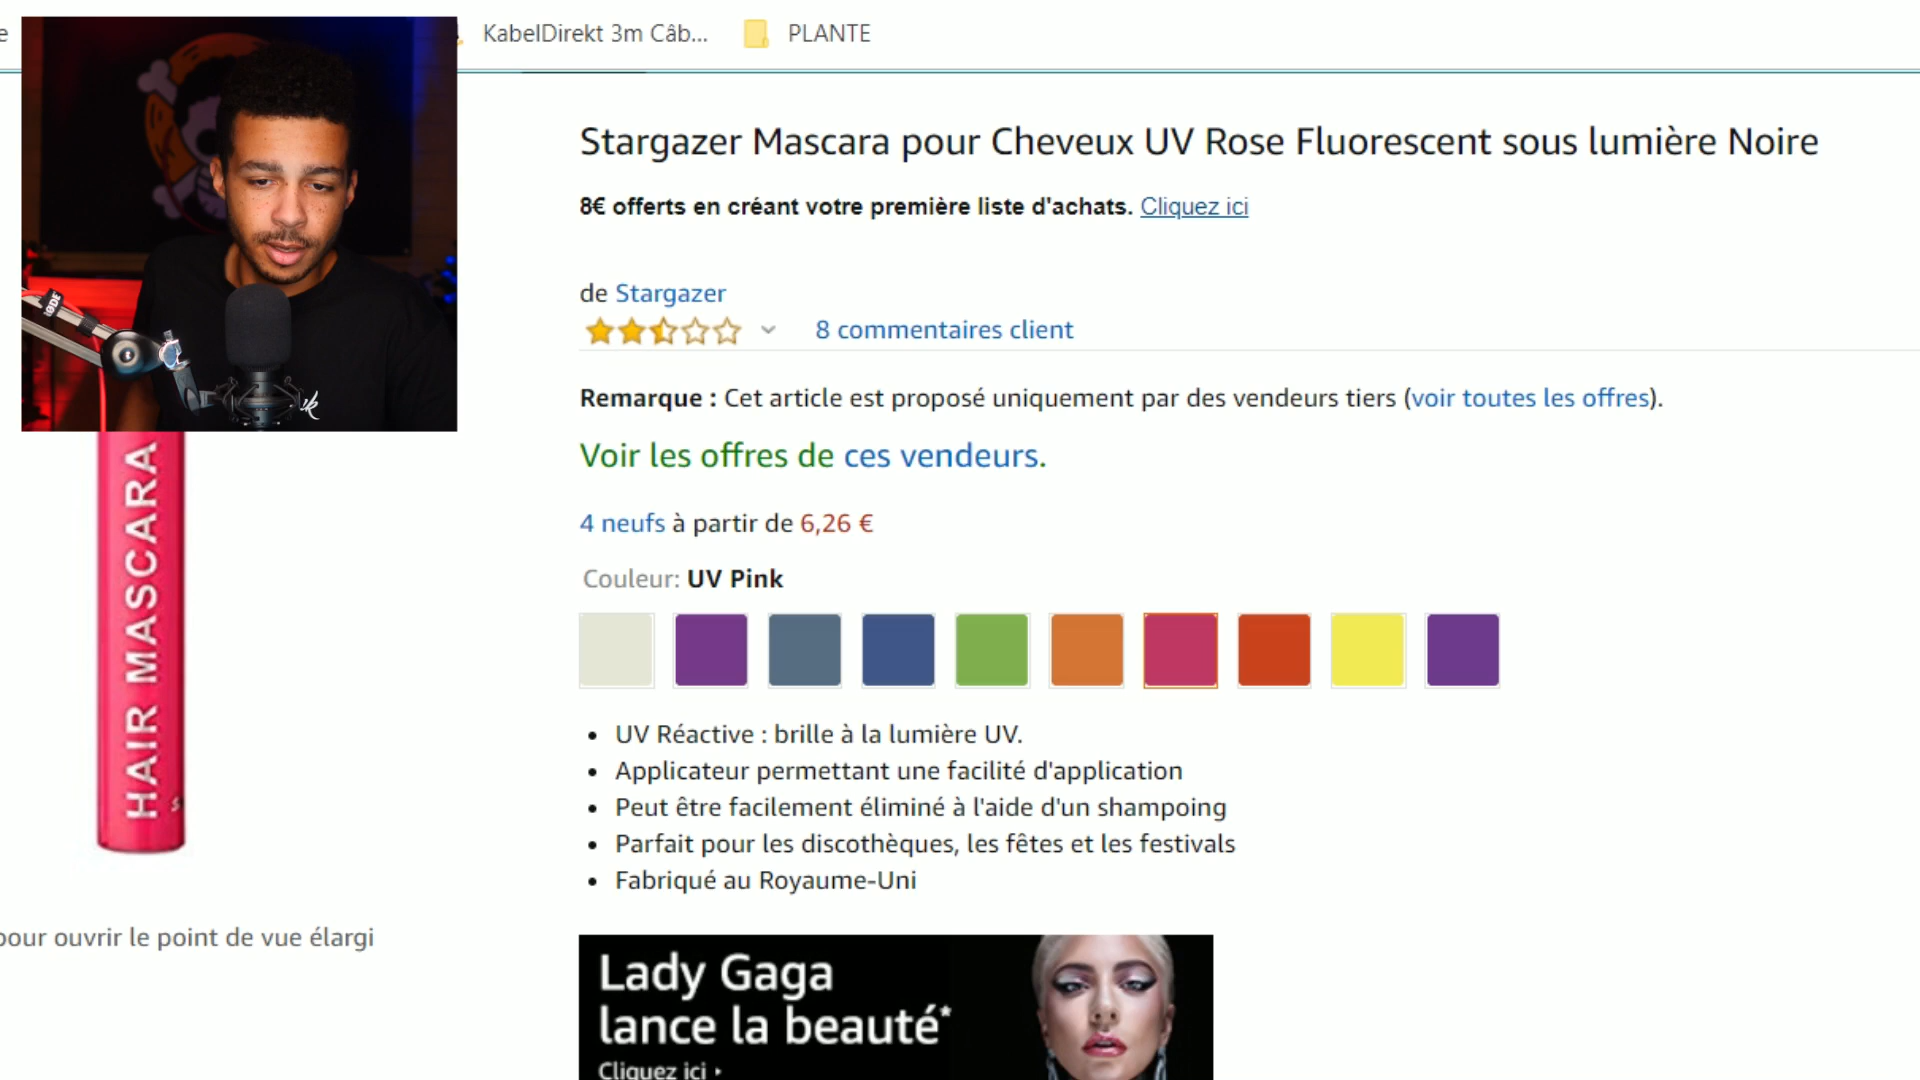 e
KabelDirekt 3m Câb...
PLANTE
RØDE
Stargazer Mascara pour Cheveux UV Rose Fluorescent sous lumière Noire
8€ offerts en créant votre première liste d'achats. Cliquez ici
de Stargazer
8 commentaires client
Remarque : Cet article est proposé uniquement par des vendeurs tiers (voir toutes les offres).
Voir les offres de ces vendeurs.
4 neufs à partir de 6,26 €
Couleur: UV Pink
HAIR MASCARA
S
UV Réactive : brille à la lumière UV.
Applicateur permettant une facilité d'application
Peut être facilement éliminé à l'aide d'un shampoing
Parfait pour les discothèques, les fêtes et les festivals
Fabriqué au Royaume-Uni
pour ouvrir le point de vue élargi
Lady Gaga
lance la beauté*
Cliquez ici